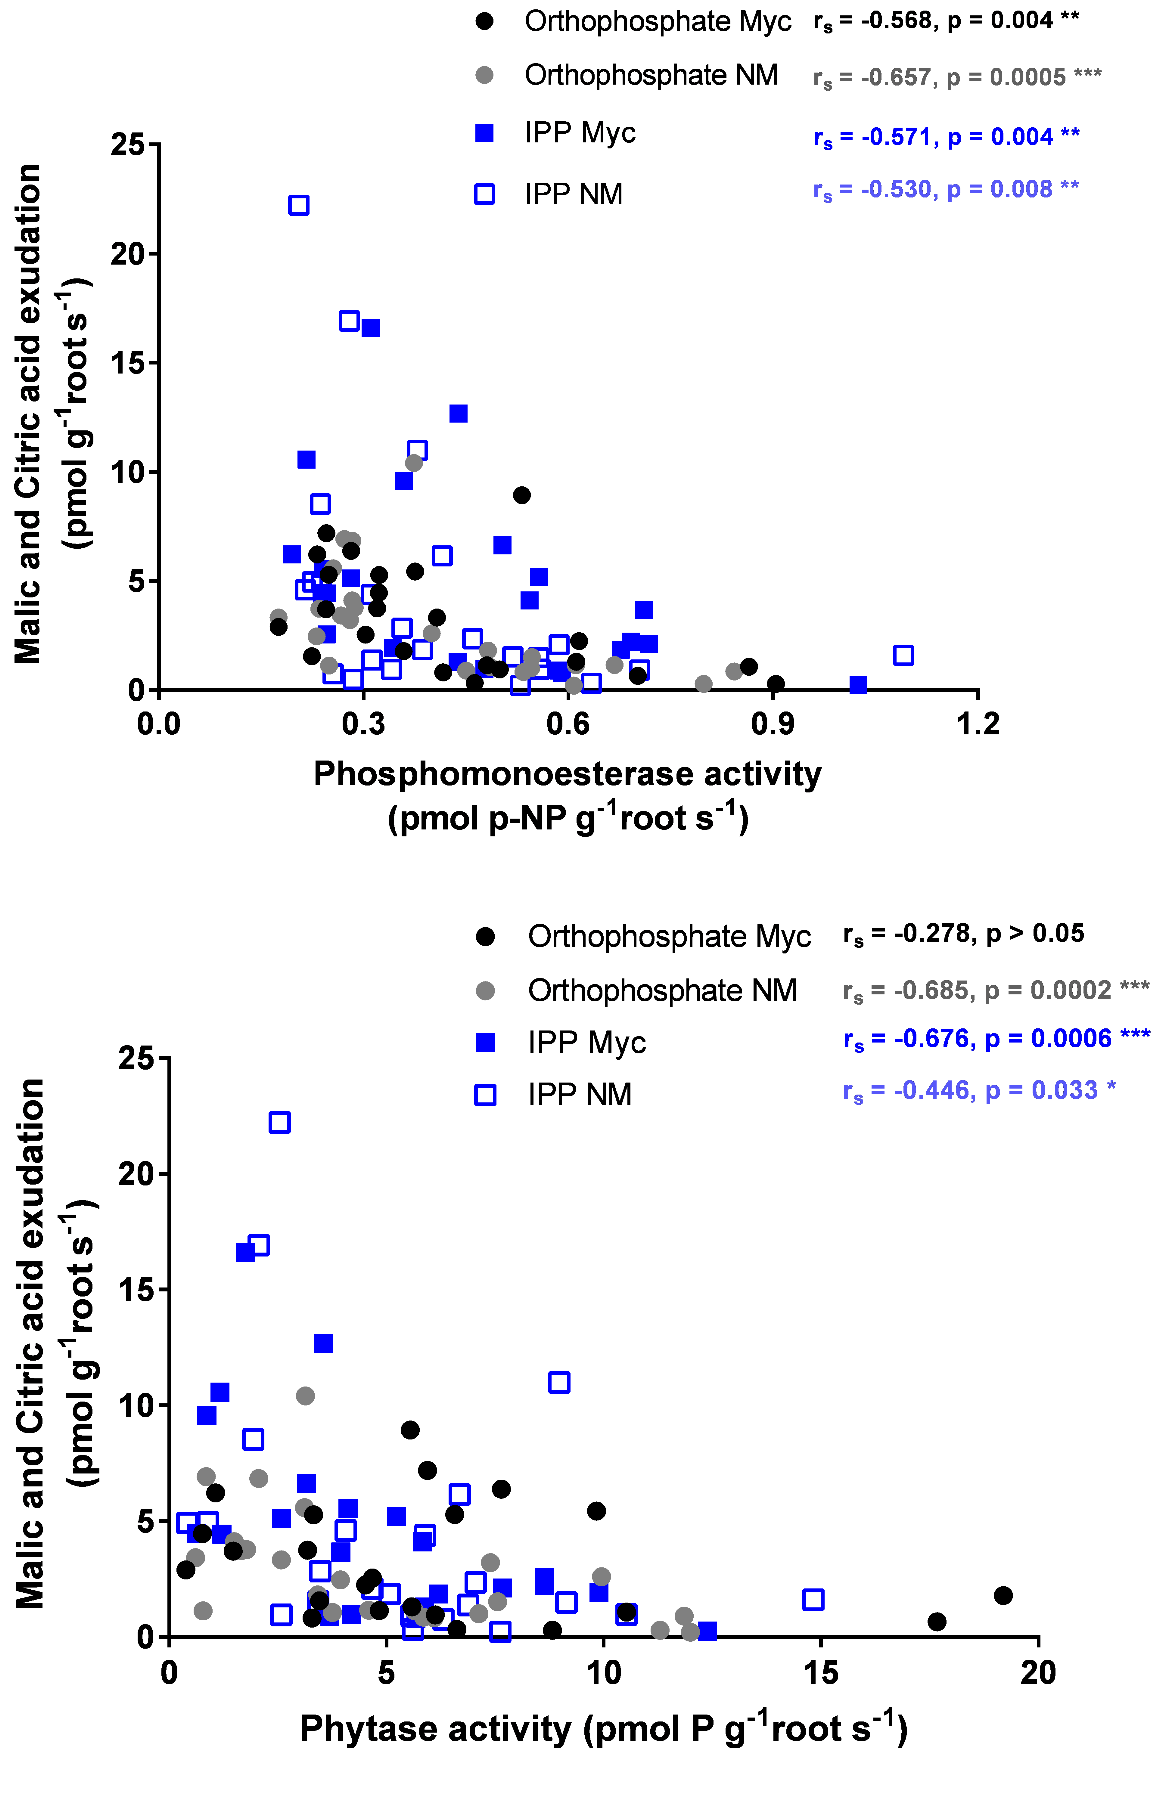 Orthophosphate Myc rₛ = -0.568, p = 0.004 **
Orthophosphate NM rₛ = -0.657, p = 0.0005 ***
IPP Myc rₛ = -0.571, p = 0.004 **
IPP NM rₛ = -0.530, p = 0.008 **
Malic and Citric acid exudation
(pmol g⁻¹root s⁻¹)
25
20
15
10
5
0
0.0 0.3 0.6 0.9 1.2
Phosphomonoesterase activity
(pmol p-NP g⁻¹root s⁻¹)
Orthophosphate Myc rₛ = -0.278, p > 0.05
Orthophosphate NM rₛ = -0.685, p = 0.0002 ***
IPP Myc rₛ = -0.676, p = 0.0006 ***
IPP NM rₛ = -0.446, p = 0.033 *
Malic and Citric acid exudation
(pmol g⁻¹root s⁻¹)
25
20
15
10
5
0
0 5 10 15 20
Phytase activity (pmol P g⁻¹root s⁻¹)